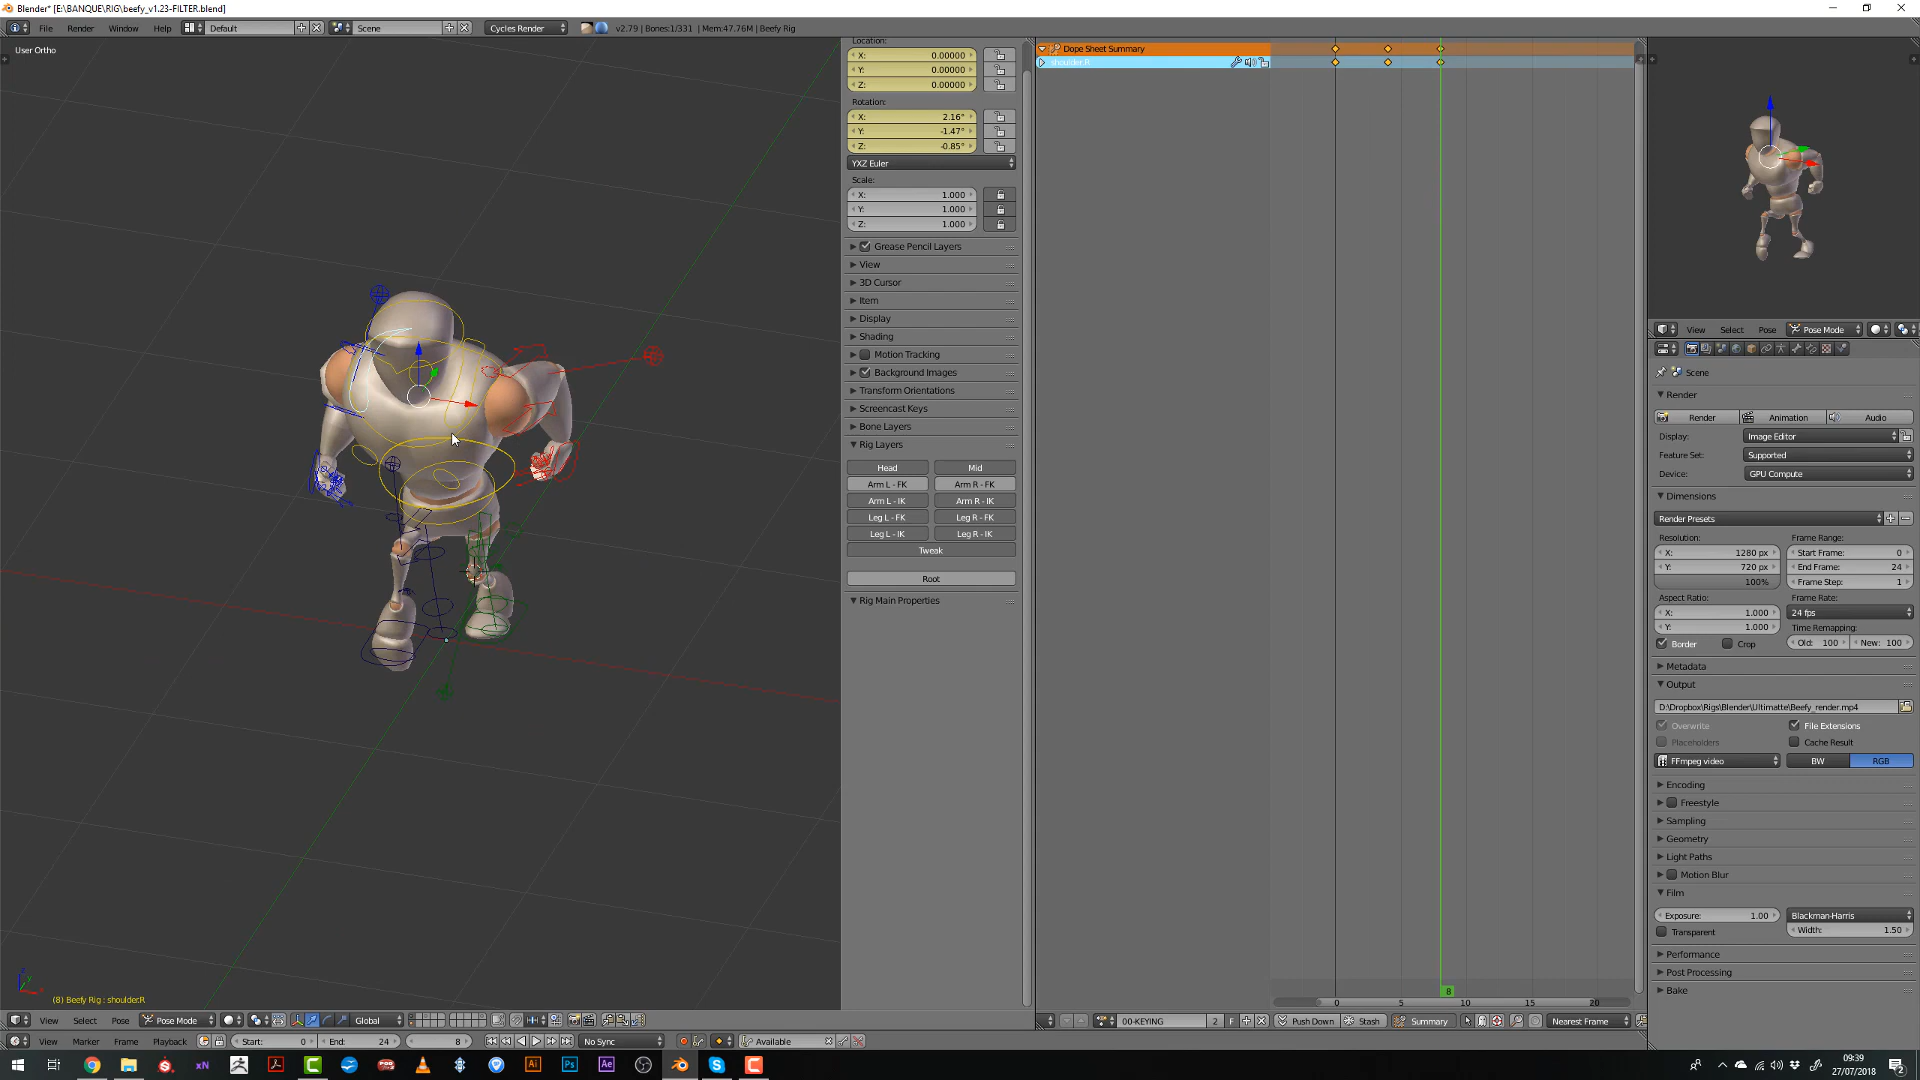 Blender* [E:\BANQUE\RIG\beefy_v1.23-FILTER.blend]
File Render Window Help Default Scene Cycles Render v2.79 | Bones:1/331 | Mem:47.76M | Beefy Rig
User Ortho
Location:
X: 0.00000
Y: 0.00000
Z: 0.00000
Rotation:
X: 2.16°
Y: -1.47°
Z: -0.85°
YXZ Euler
Scale:
X: 1.000
Y: 1.000
Z: 1.000
Grease Pencil Layers
View
3D Cursor
Item
Display
Shading
Motion Tracking
Background Images
Transform Orientations
Screencast Keys
Bone Layers
Rig Layers
Head Mid
Arm L - FK Arm R - FK
Arm L - IK Arm R - IK
Leg L - FK Leg R - FK
Leg L - IK Leg R - IK
Tweak
Root
Rig Main Properties
(8) Beefy Rig : shoulder.R
View Select Pose Pose Mode Global
Dope Sheet Summary
shoulder.R
8
0 5 10 15 20
00-KEYING 2 F Push Down Stash Summary Nearest Frame
View Select Pose Pose Mode
Scene
Render
Render Animation Audio
Display: Image Editor
Feature Set: Supported
Device: GPU Compute
Dimensions
Render Presets
Resolution: Frame Range:
X: 1280 px Start Frame: 0
Y: 720 px End Frame: 24
100% Frame Step: 1
Aspect Ratio: Frame Rate:
X: 1.000 24 fps
Y: 1.000 Time Remapping:
Border Crop Old: 100 New: 100
Metadata
Output
D:\Dropbox\Rigs\Blender\Ultimatte\Beefy_render.mp4
Overwrite File Extensions
Placeholders Cache Result
FFmpeg video BW RGB
Encoding
Freestyle
Sampling
Geometry
Light Paths
Motion Blur
Film
Exposure: 1.00 Blackman-Harris
Transparent Width: 1.50
Performance
Post Processing
Bake
View Marker Frame Playback Start: 0 End: 24 8 No Sync Available
xN Ai Ps Ae
09:39
27/07/2018
2